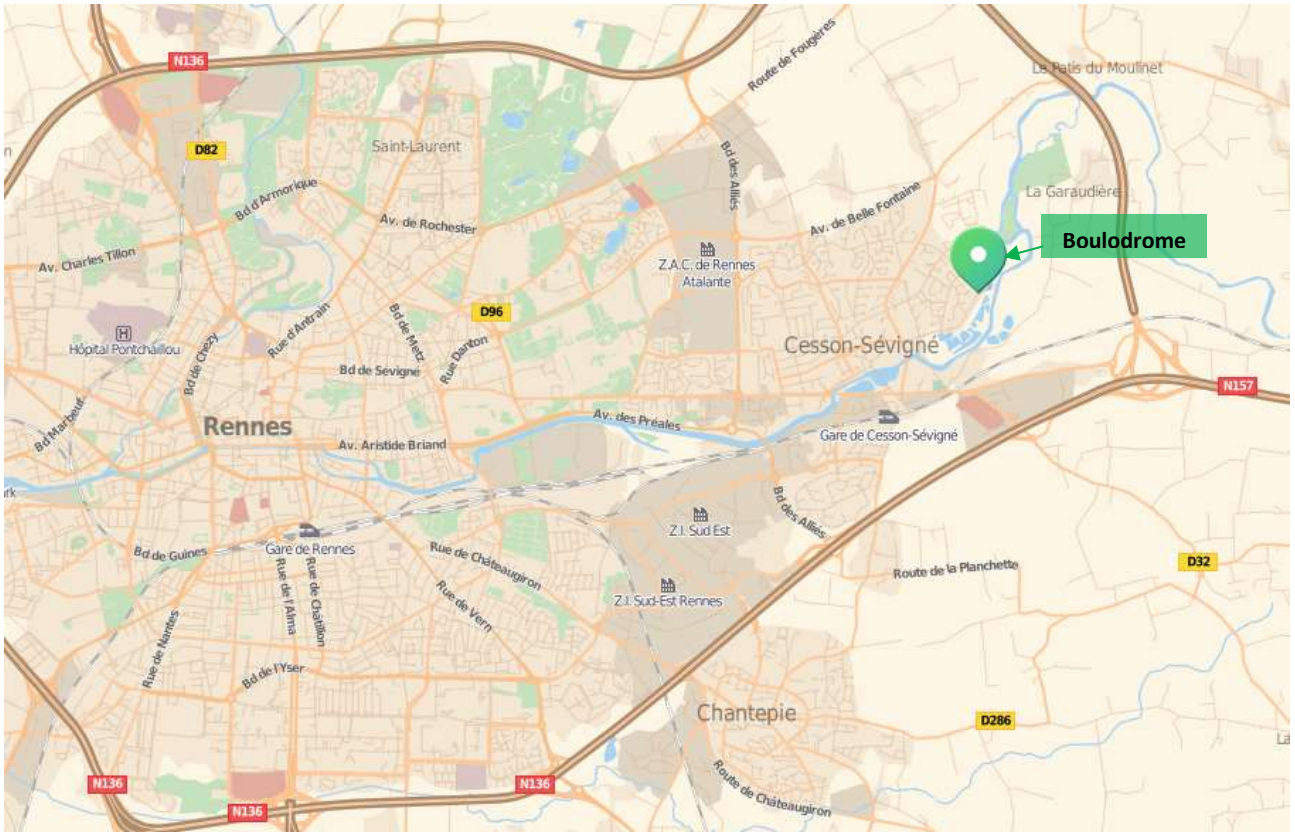 Route de Fougères
N136
Le Patis du Moulinet
D82
Saint-Laurent
Bd des Alliés
Bd d'Armorique
La Garaudière
Av. de Rochester
Av. de Belle Fontaine
Boulodrome
Av. Charles Tillon
Z.A.C. de Rennes
Atalante
D96
Rue d'Antrain
Bd de Metz
Hôpital Pontchaillou
Bd de Chézy
Rue Danton
Cesson-Sévigné
Bd de Sévigné
N157
Bd Marbeuf
Rennes
Av. des Préales
Av. Aristide Briand
Gare de Cesson-Sévigné
Bd des Alliés
Z.I. Sud Est
Bd de Guines
Gare de Rennes
Rue de Châteaugiron
Route de la Planchette
D32
Rue de l'Alma
Rue de Châtillon
Rue de Vern
Z.I. Sud-Est Rennes
Rue de Nantes
Bd de l'Yser
Chantepie
D286
La
N136
N136
N136
Route de Châteaugiron